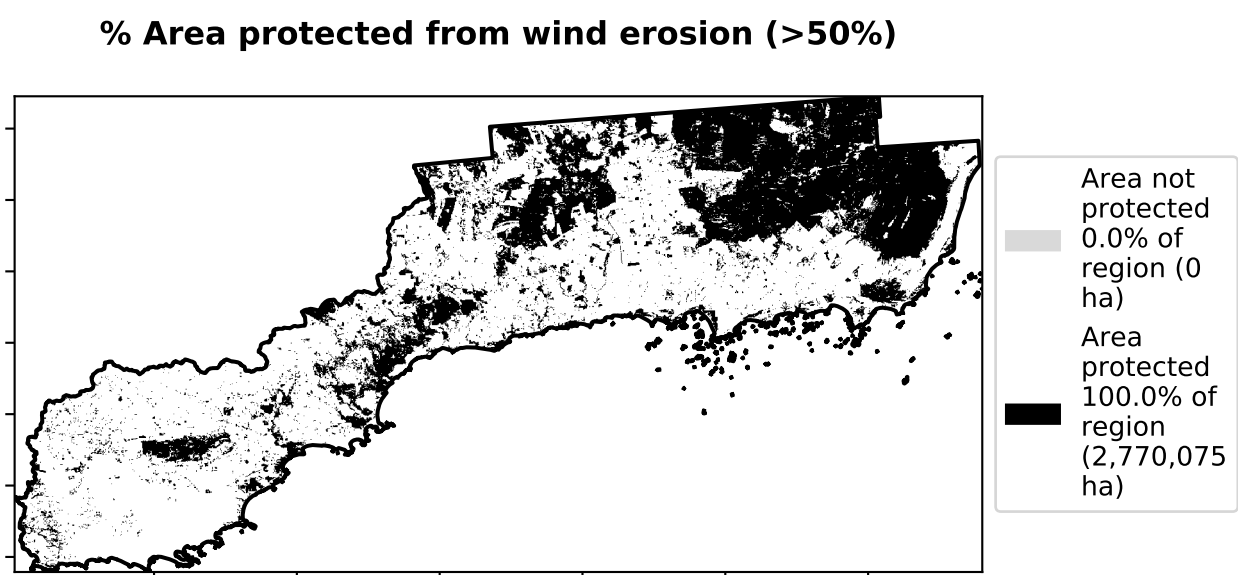 % Area protected from wind erosion (>50%)
Area not
protected
0.0% of
region (0
ha)
Area
protected
100.0% of
region
(2,770,075
ha)